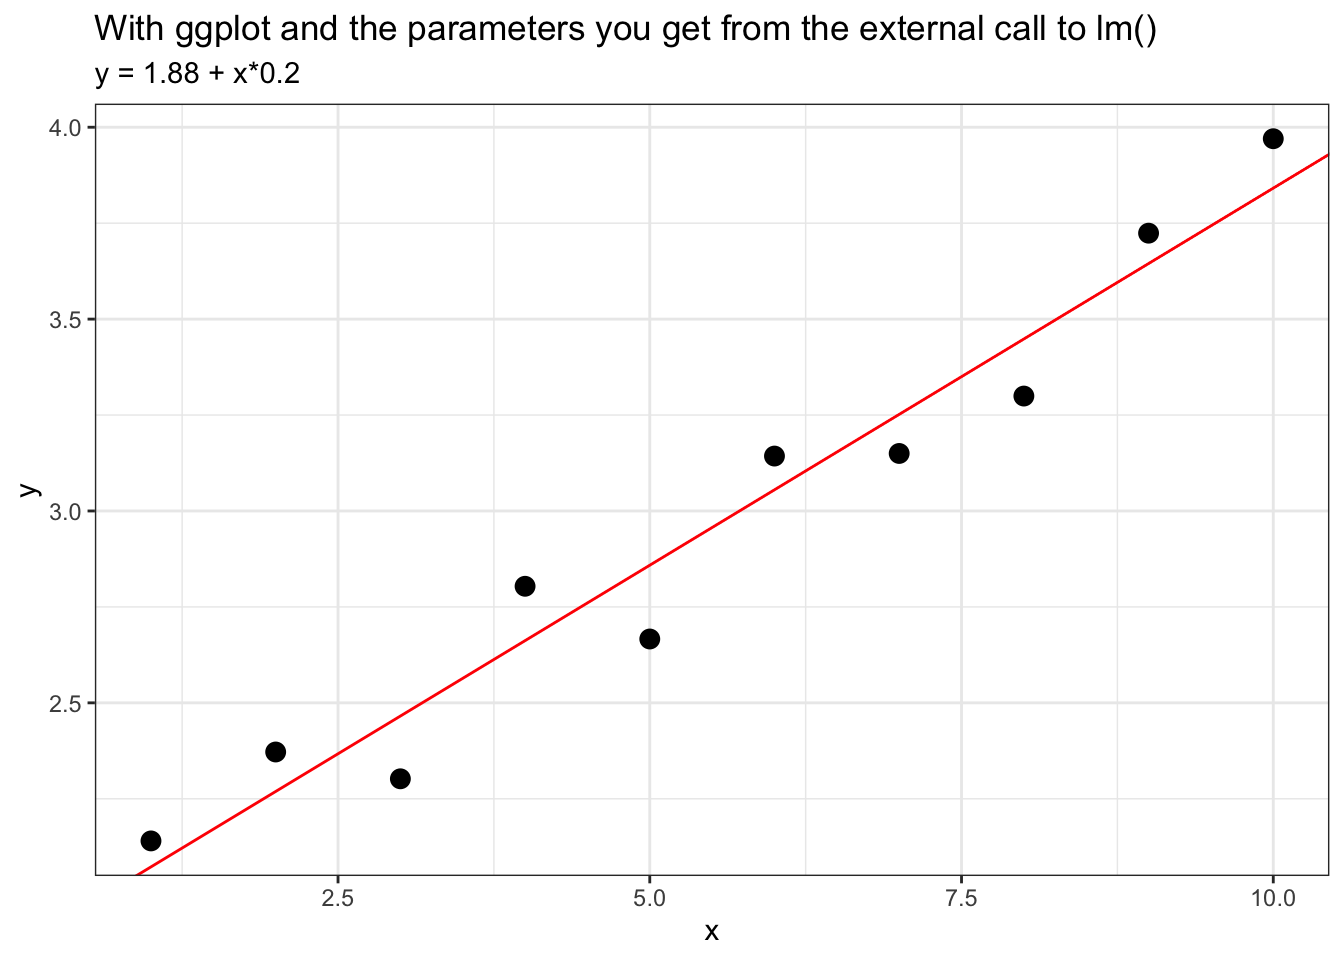 With ggplot and the parameters you get from the external call to lm()
y = 1.88 + x*0.2
4.0
3.5
3.0
2.5
y
2.5 5.0 7.5 10.0
x